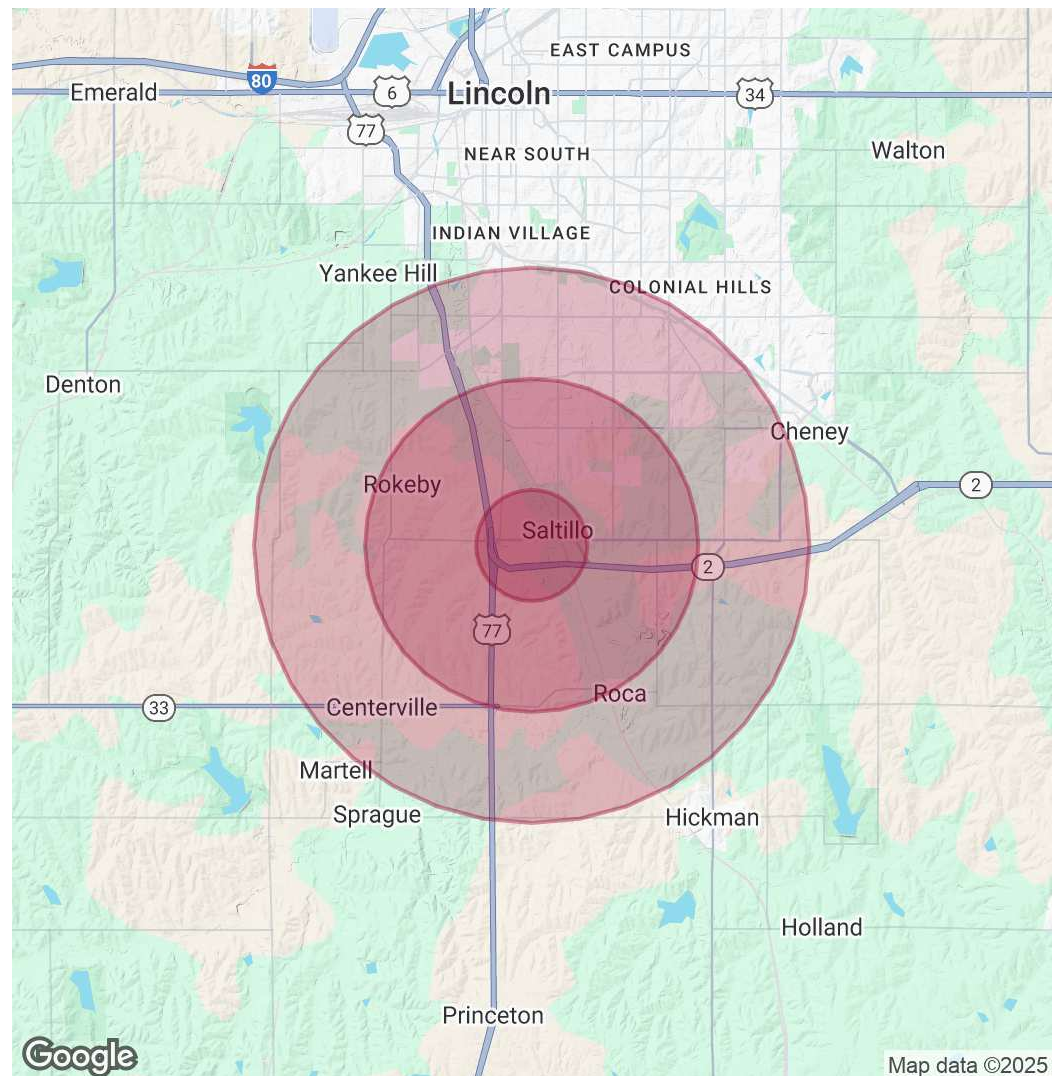 EAST CAMPUS
80
Emerald
6
Lincoln
34
77
NEAR SOUTH
Walton
INDIAN VILLAGE
Yankee Hill
COLONIAL HILLS
Denton
Cheney
Rokeby
2
Saltillo
2
77
Roca
33
Centerville
Martell
Sprague
Hickman
Holland
Princeton
Google
Map data ©2025